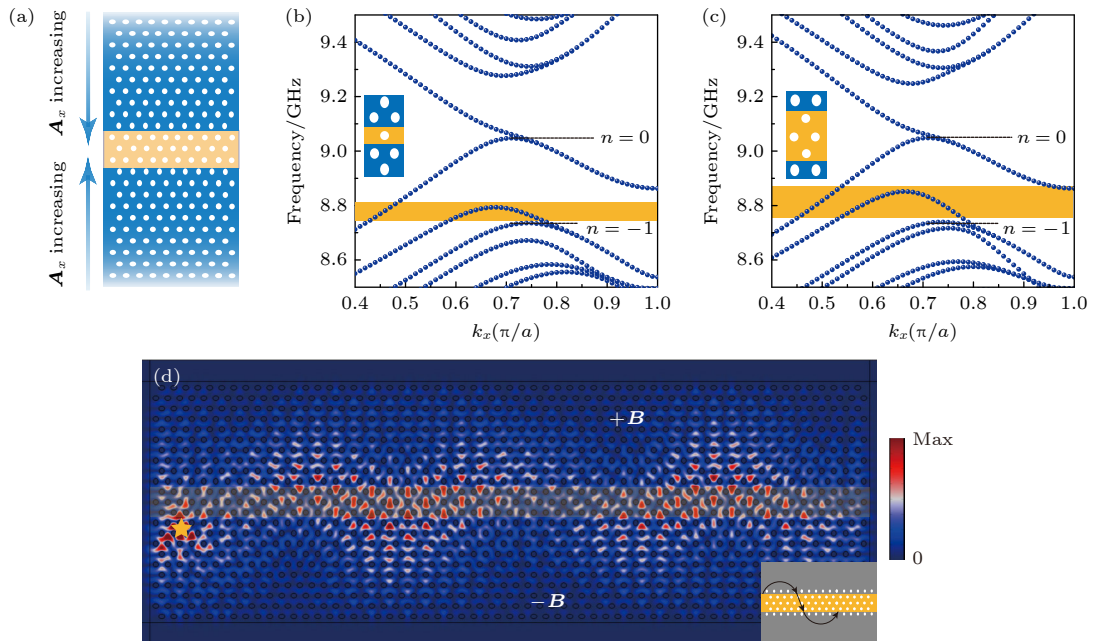 (a)
A_x increasing
A_x increasing
(b)
Frequency/GHz
9.4
9.2
9.0
8.8
8.6
n = 0
n = −1
0.4 0.5 0.6 0.7 0.8 0.9 1.0
k_x(π/a)
(c)
Frequency/GHz
9.4
9.2
9.0
8.8
8.6
n = 0
n = −1
0.4 0.5 0.6 0.7 0.8 0.9 1.0
k_x(π/a)
(d)
+B
−B
Max
0